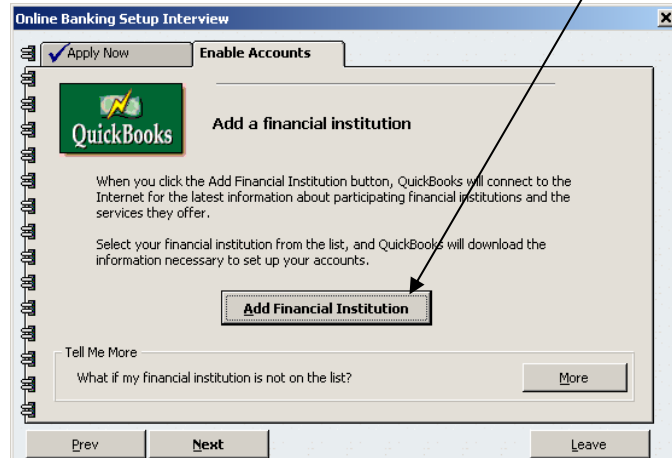 Online Banking Setup Interview
Apply Now
Enable Accounts
QuickBooks
Add a financial institution
When you click the Add Financial Institution button, QuickBooks will connect to the
Internet for the latest information about participating financial institutions and the
services they offer.
Select your financial institution from the list, and QuickBooks will download the
information necessary to set up your accounts.
Add Financial Institution
Tell Me More
What if my financial institution is not on the list?
More
Prev
Next
Leave